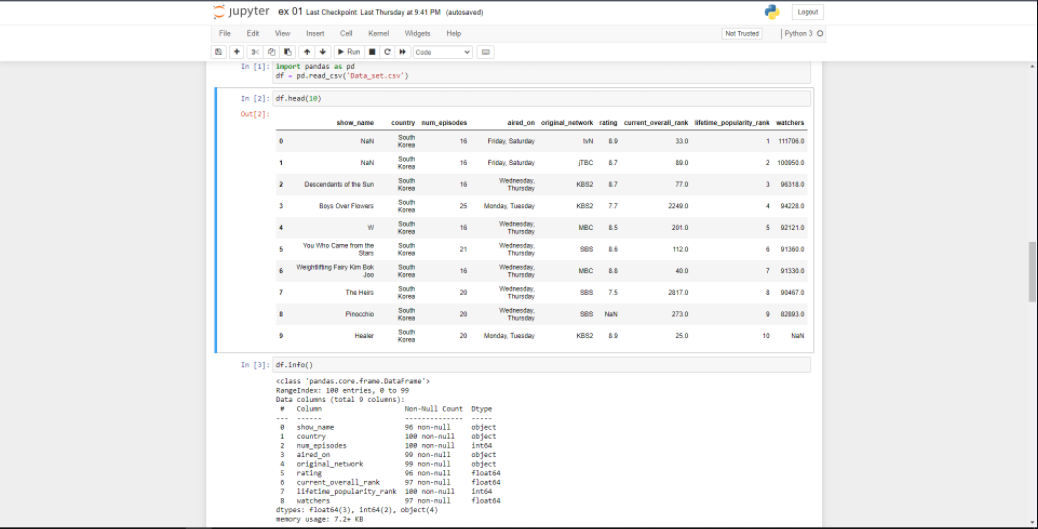 jupyter ex 01 Last Checkpoint: Last Thursday at 9:41 PM (autosaved)
Logout
File Edit View Insert Cell Kernel Widgets Help
Not Trusted
Python 3
Run
Code
In [1]: import pandas as pd
df = pd.read_csv('Data_set.csv')
In [2]: df.head(10)
Out[2]:
show_name country num_episodes aired_on original_network rating current_overall_rank lifetime_popularity_rank watchers
0 NaN South Korea 16 Friday, Saturday tvN 8.9 33.0 1 111706.0
1 NaN South Korea 16 Friday, Saturday jTBC 8.7 89.0 2 100950.0
2 Descendants of the Sun South Korea 16 Wednesday, Thursday KBS2 8.7 77.0 3 96318.0
3 Boys Over Flowers South Korea 25 Monday, Tuesday KBS2 7.7 2249.0 4 94228.0
4 W South Korea 16 Wednesday, Thursday MBC 8.5 201.0 5 92121.0
5 You Who Came from the Stars South Korea 21 Wednesday, Thursday SBS 8.6 112.0 6 91360.0
6 Weightlifting Fairy Kim Bok Joo South Korea 16 Wednesday, Thursday MBC 8.8 40.0 7 91330.0
7 The Heirs South Korea 20 Wednesday, Thursday SBS 7.5 2817.0 8 90467.0
8 Pinocchio South Korea 20 Wednesday, Thursday SBS NaN 273.0 9 82893.0
9 Healer South Korea 20 Monday, Tuesday KBS2 8.9 25.0 10 NaN
In [3]: df.info()
<class 'pandas.core.frame.DataFrame'>
RangeIndex: 100 entries, 0 to 99
Data columns (total 9 columns):
# Column Non-Null Count Dtype
--- ------ -------------- -----
0 show_name 96 non-null object
1 country 100 non-null object
2 num_episodes 100 non-null int64
3 aired_on 99 non-null object
4 original_network 99 non-null object
5 rating 96 non-null float64
6 current_overall_rank 97 non-null float64
7 lifetime_popularity_rank 100 non-null int64
8 watchers 97 non-null float64
dtypes: float64(3), int64(2), object(4)
memory usage: 7.2+ KB